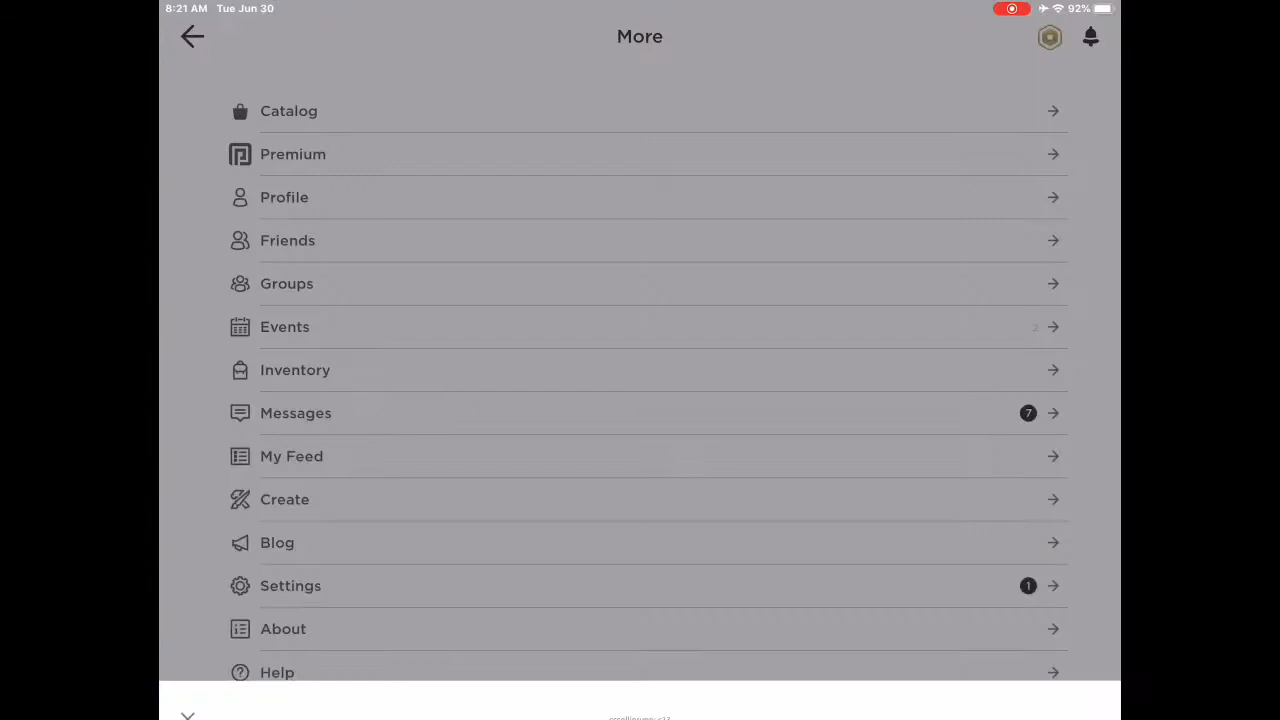 8:21 AM Tue Jun 30
92%
More
Catalog
Premium
Profile
Friends
Groups
Events 2
Inventory
Messages 7
My Feed
Create
Blog
Settings 1
About
Help